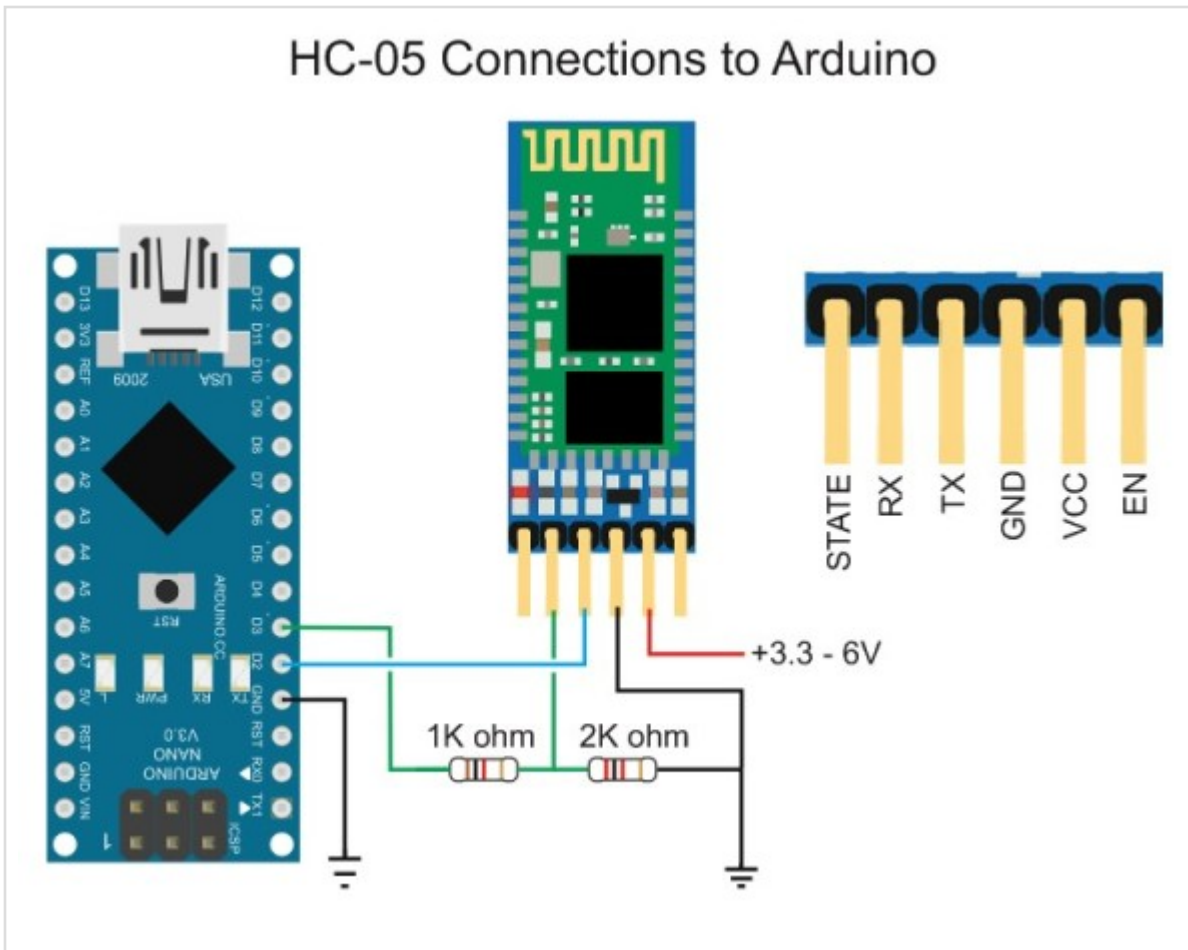 HC-05 Connections to Arduino
D13
3V3
REF
A0
A1
A2
A3
A4
A5
A6
A7
5V
RST
GND
VIN
D12
D11
D10
D9
D8
D7
D6
D5
D4
D3
D2
GND
RST
RX0
TX1
2009
USA
RST
ARDUINO.CC
L
PWR
RX
TX
ARDUINO
NANO
V3.0
ICSP
1
+3.3 - 6V
1K ohm
2K ohm
STATE
RX
TX
GND
VCC
EN